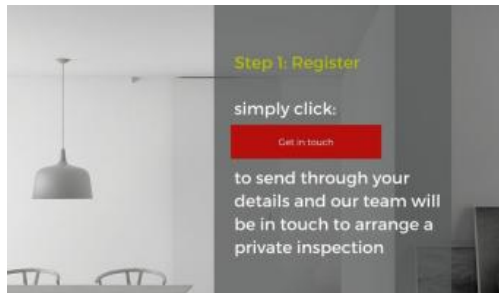 Step 1: Register
simply click:
Get in touch
to send through your
details and our team will
be in touch to arrange a
private inspection